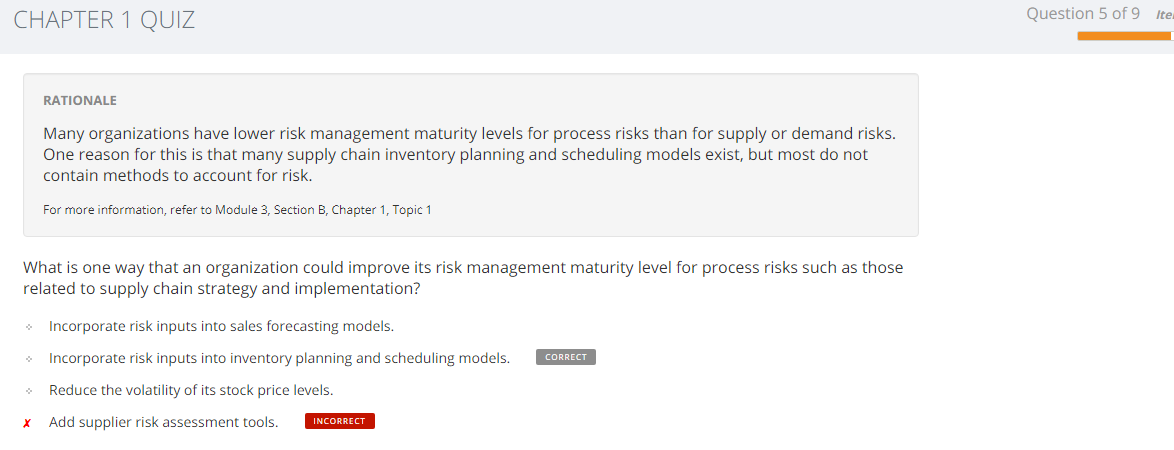 CHAPTER 1 QUIZ
Question 5 of 9
RATIONALE
Many organizations have lower risk management maturity levels for process risks than for supply or demand risks.
One reason for this is that many supply chain inventory planning and scheduling models exist, but most do not
contain methods to account for risk.
For more information, refer to Module 3, Section B, Chapter 1, Topic 1
What is one way that an organization could improve its risk management maturity level for process risks such as those
related to supply chain strategy and implementation?
Incorporate risk inputs into sales forecasting models.
Incorporate risk inputs into inventory planning and scheduling models. CORRECT
Reduce the volatility of its stock price levels.
✗ Add supplier risk assessment tools. INCORRECT